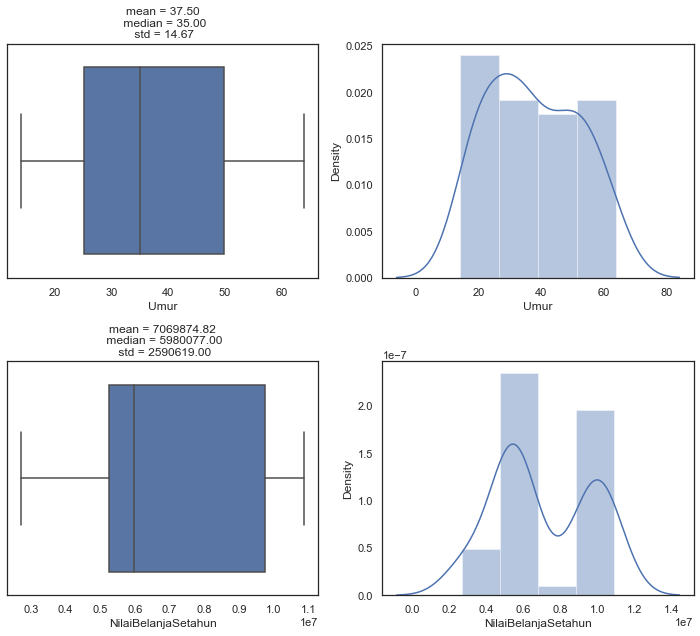 mean = 37.50
median = 35.00
std = 14.67
20 30 40 50 60
Umur
0.025
0.020
0.015
0.010
0.005
0.000
Density
0 20 40 60 80
Umur
mean = 7069874.82
median = 5980077.00
std = 2590619.00
0.3 0.4 0.5 0.6 0.7 0.8 0.9 1.0 1.1
1e7
NilaiBelanjaSetahun
1e−7
2.0
1.5
1.0
0.5
0.0
Density
0.0 0.2 0.4 0.6 0.8 1.0 1.2 1.4
1e7
NilaiBelanjaSetahun